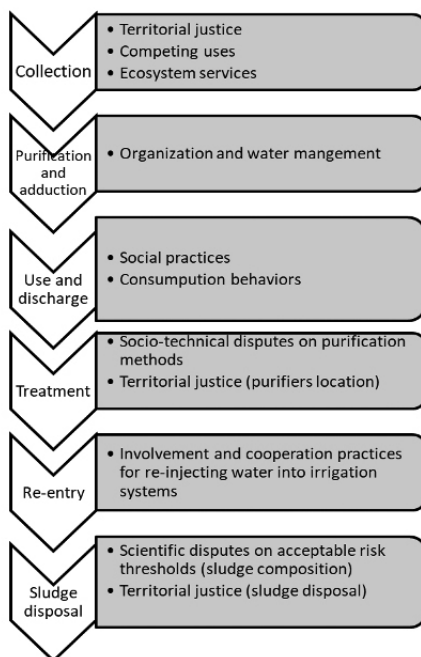 Collection
• Territorial justice
• Competing uses
• Ecosystem services
Purification
and
adduction
• Organization and water mangement
Use and
discharge
• Social practices
• Consumpution behaviors
Treatment
• Socio-technical disputes on purification
methods
• Territorial justice (purifiers location)
Re-entry
• Involvement and cooperation practices
for re-injecting water into irrigation
systems
Sludge
disposal
• Scientific disputes on acceptable risk
thresholds (sludge composition)
• Territorial justice (sludge disposal)